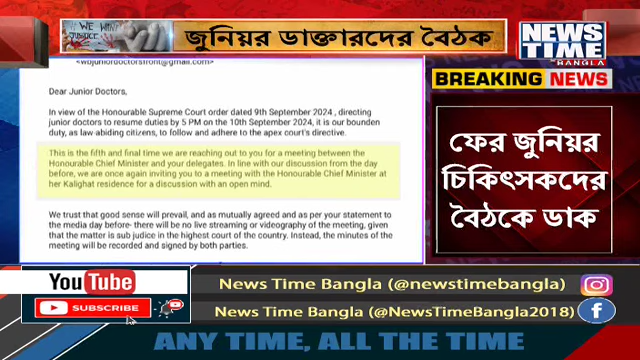 WE WANT
JUSTICE
জুনিয়র ডাক্তারদের বৈঠক
NEWS
TIME
BANGLA
BREAKING NEWS
<wbjuniordoctorsfront@gmail.com>
Dear Junior Doctors,
In view of the Honourable Supreme Court order dated 9th September 2024 , directing
junior doctors to resume duties by 5 PM on the 10th September 2024, it is our bounden
duty, as law-abiding citizens, to follow and adhere to the apex court's directive.
This is the fifth and final time we are reaching out to you for a meeting between the
Honourable Chief Minister and your delegates. In line with our discussion from the day
before, we are once again inviting you to a meeting with the Honourable Chief Minister at
her Kalighat residence for a discussion with an open mind.
We trust that good sense will prevail, and as mutually agreed and as per your statement to
the media day before- there will be no live streaming or videography of the meeting, given
that the matter is sub judice in the highest court of the country. Instead, the minutes of the
meeting will be recorded and signed by both parties.
ফের জুনিয়র
চিকিৎসকদের
বৈঠকে ডাক
YouTube
SUBSCRIBE
News Time Bangla (@newstimebangla)
News Time Bangla (@NewsTimeBangla2018)
f
ANY TIME, ALL THE TIME